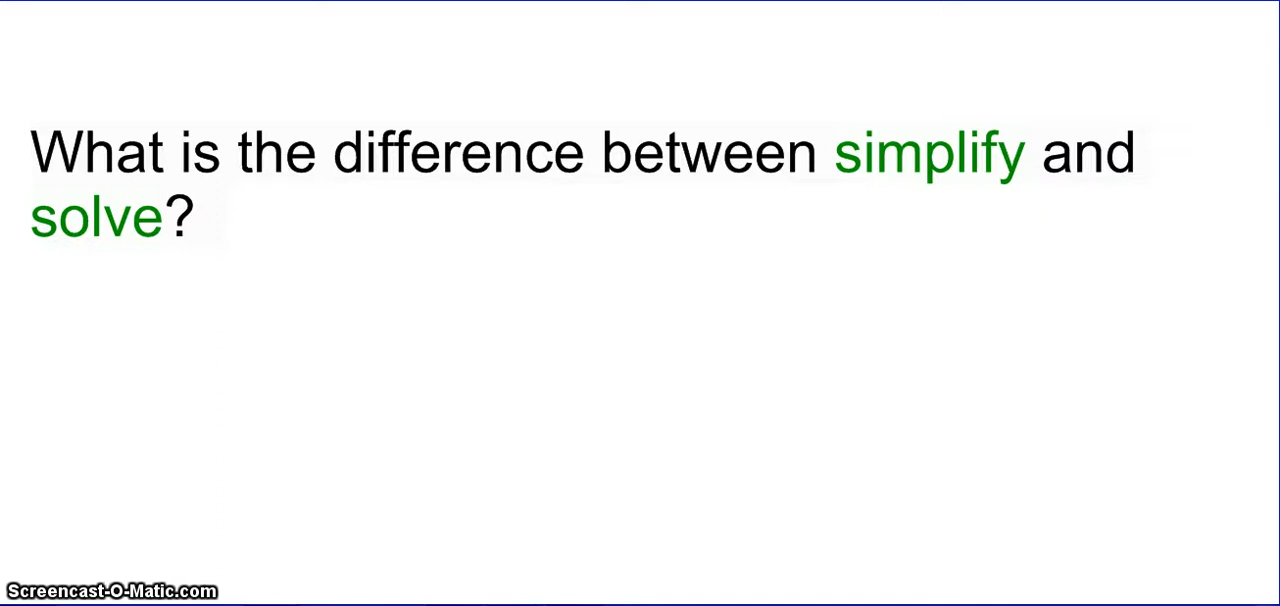 What is the difference between simplify and
solve?
Screencast-O-Matic.com